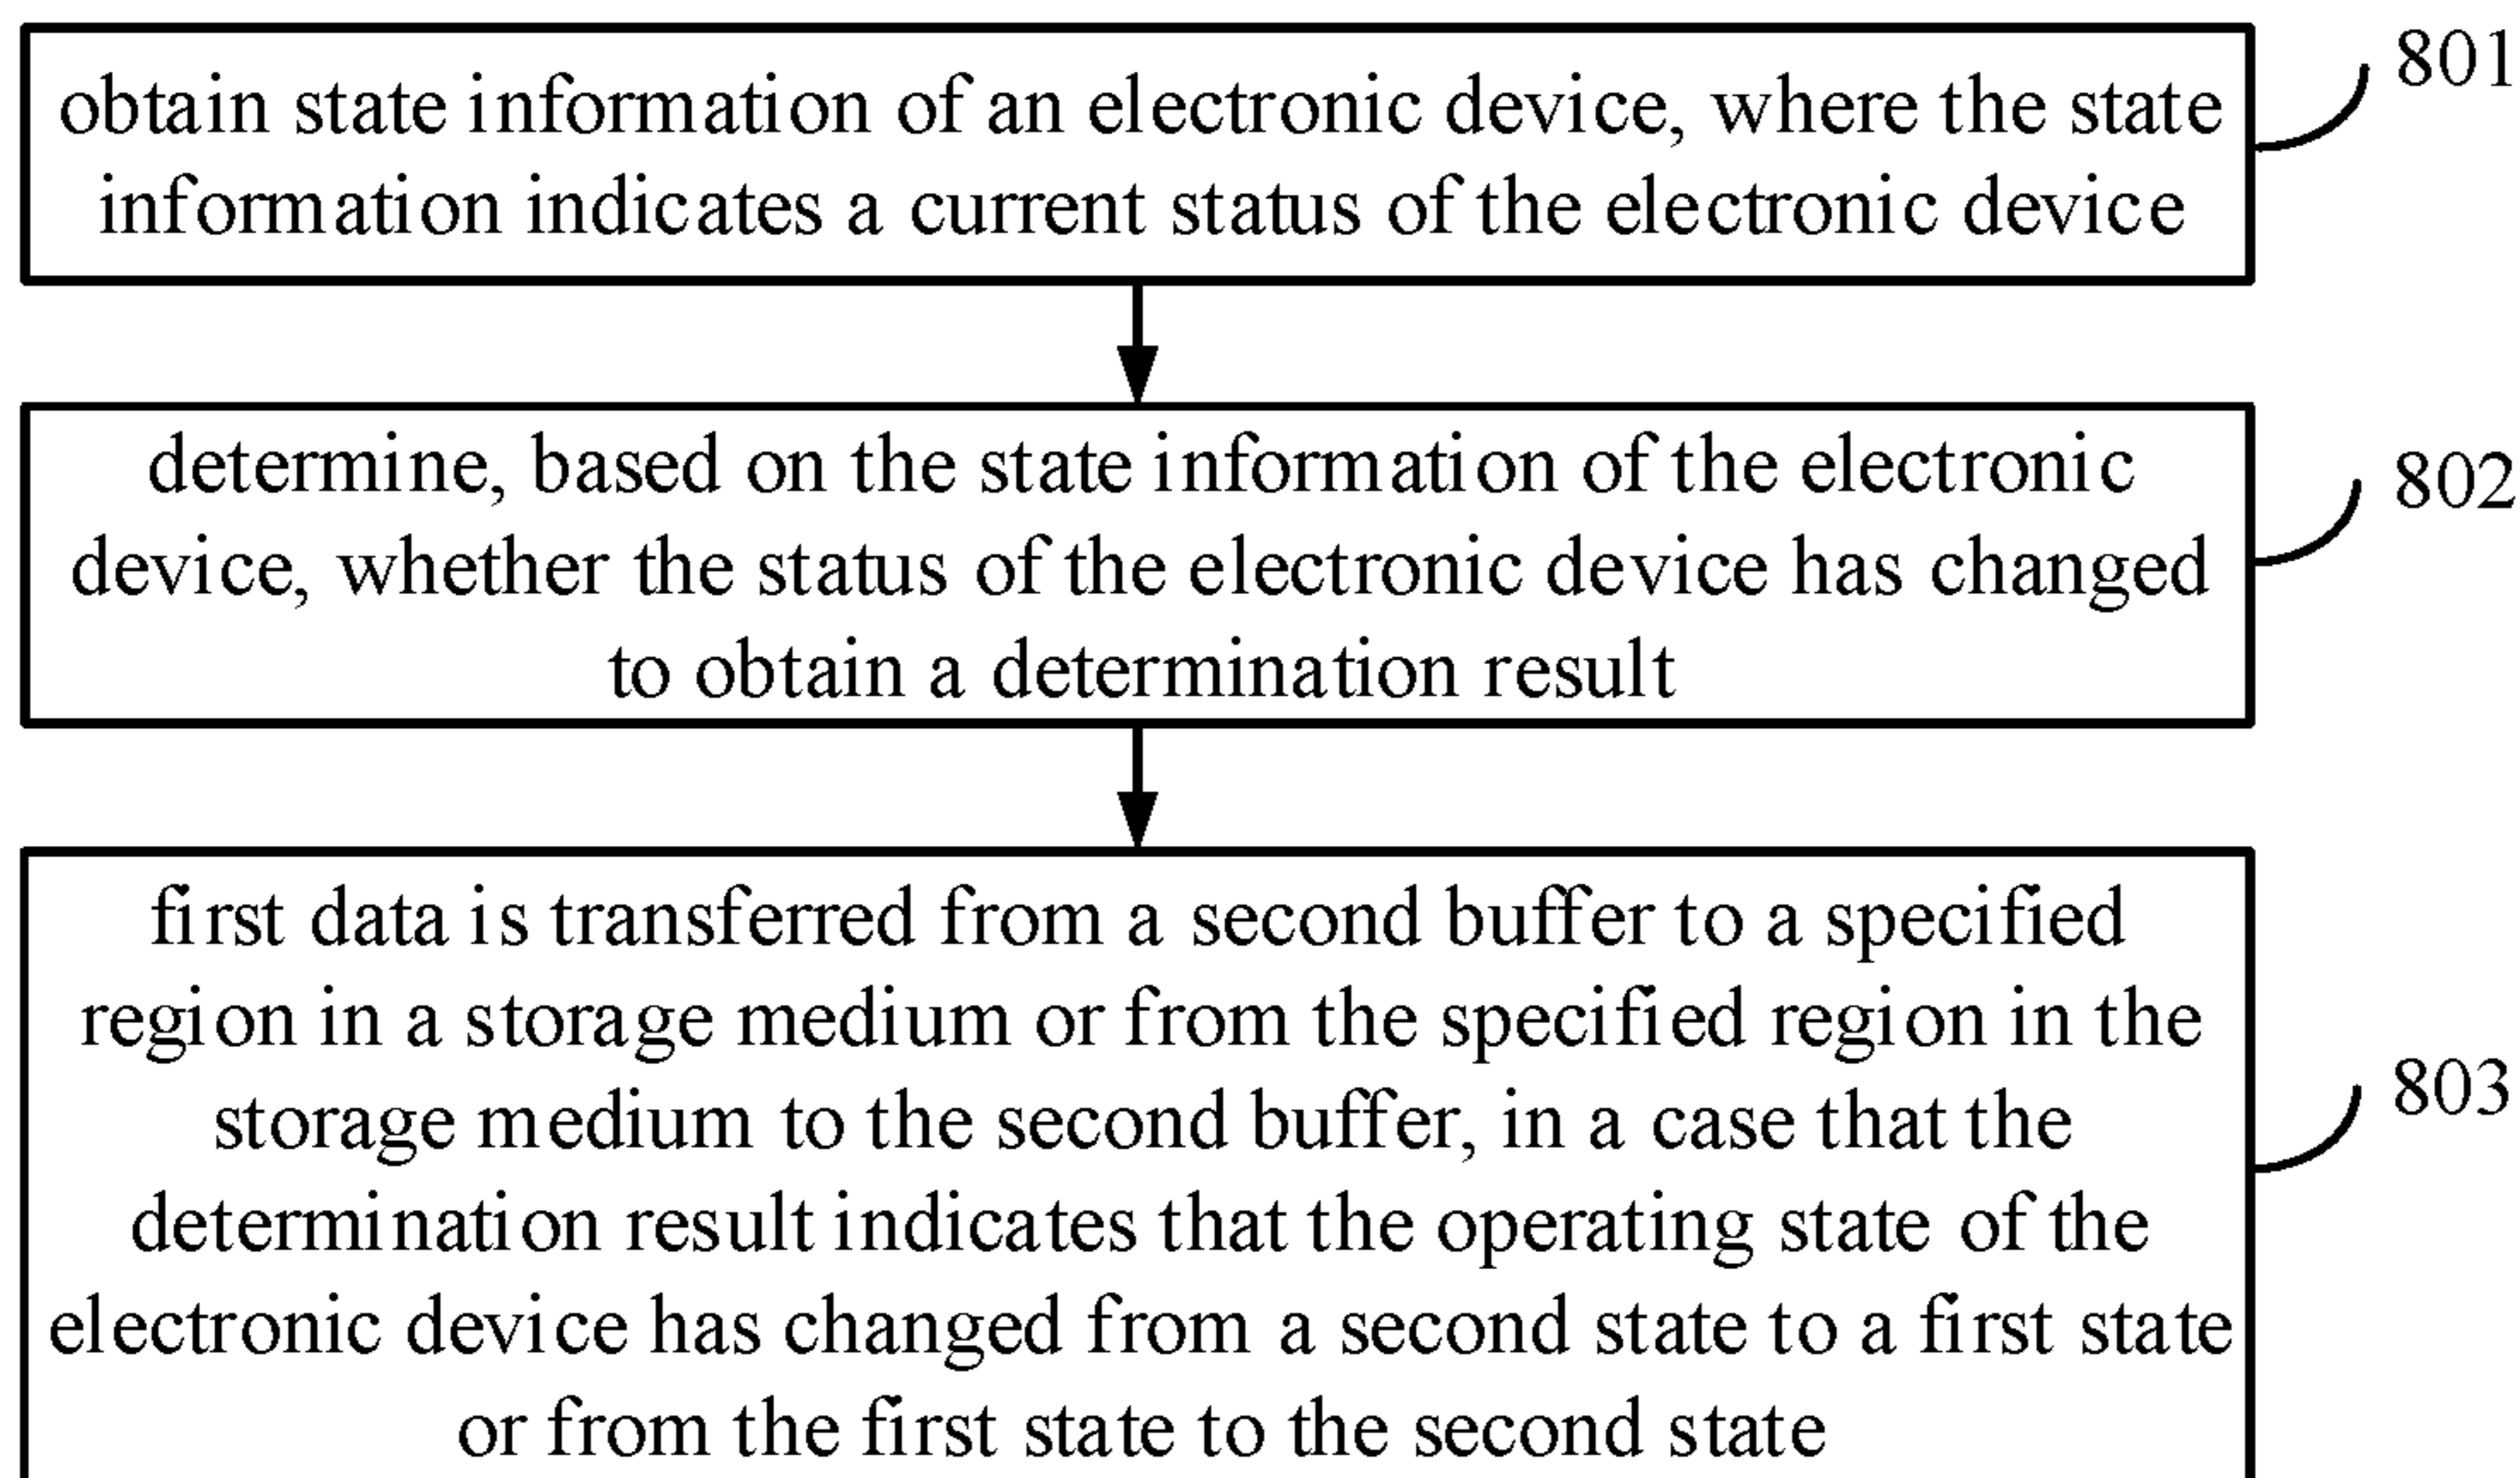 801
obtain state information of an electronic device, where the state
information indicates a current status of the electronic device
802
determine, based on the state information of the electronic
device, whether the status of the electronic device has changed
to obtain a determination result
803
first data is transferred from a second buffer to a specified
region in a storage medium or from the specified region in the
storage medium to the second buffer, in a case that the
determination result indicates that the operating state of the
electronic device has changed from a second state to a first state
or from the first state to the second state